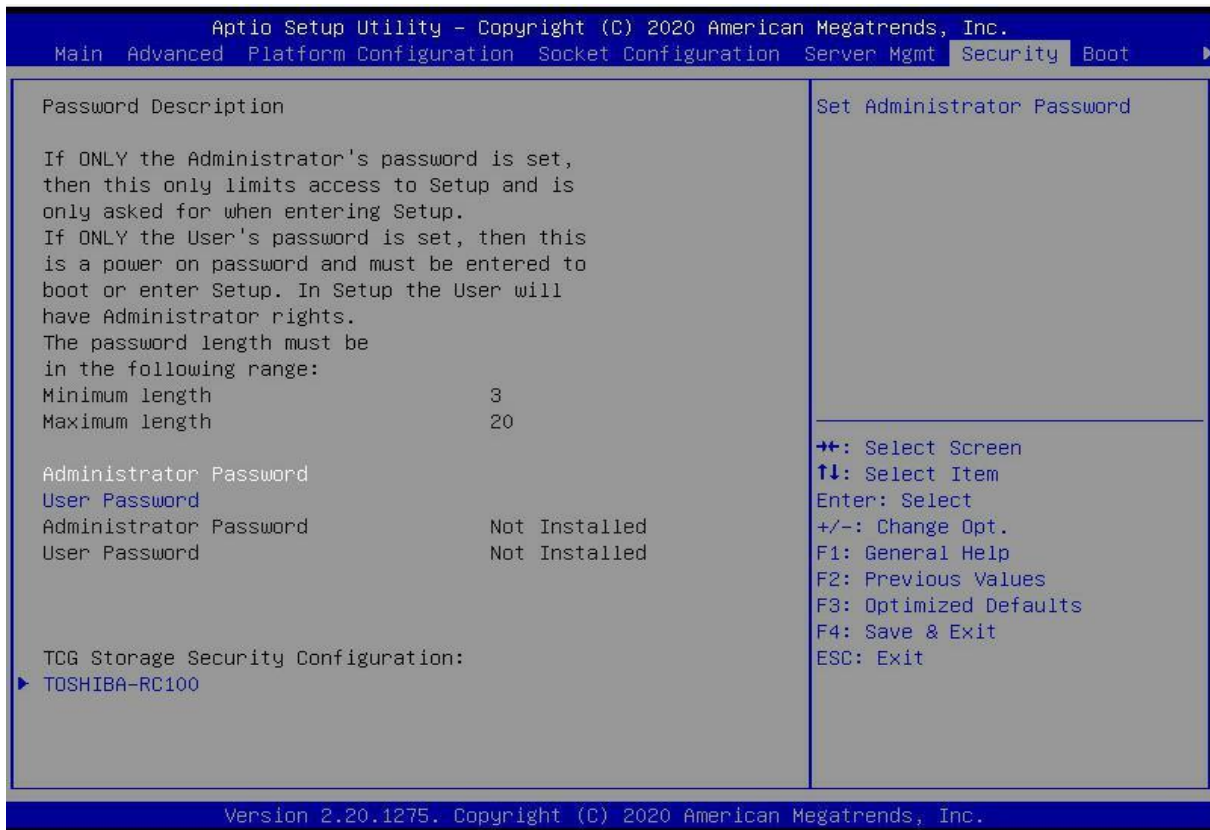 Aptio Setup Utility – Copyright (C) 2020 American Megatrends, Inc.
Main Advanced Platform Configuration Socket Configuration Server Mgmt Security Boot
Password Description
If ONLY the Administrator's password is set,
then this only limits access to Setup and is
only asked for when entering Setup.
If ONLY the User's password is set, then this
is a power on password and must be entered to
boot or enter Setup. In Setup the User will
have Administrator rights.
The password length must be
in the following range:
Minimum length 3
Maximum length 20
Administrator Password
User Password
Administrator Password Not Installed
User Password Not Installed
TCG Storage Security Configuration:
TOSHIBA-RC100
Set Administrator Password
→←: Select Screen
↑↓: Select Item
Enter: Select
+/-: Change Opt.
F1: General Help
F2: Previous Values
F3: Optimized Defaults
F4: Save & Exit
ESC: Exit
Version 2.20.1275. Copyright (C) 2020 American Megatrends, Inc.